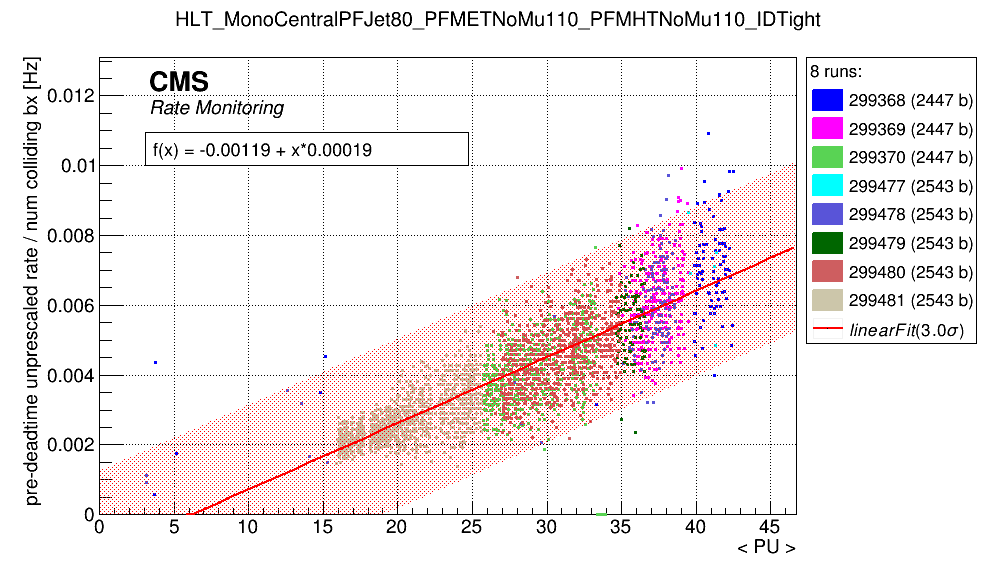 HLT_MonoCentralPFJet80_PFMETNoMu110_PFMHTNoMu110_IDTight
pre-deadtime unprescaled rate / num colliding bx [Hz]
CMS
Rate Monitoring
f(x) = -0.00119 + x*0.00019
0.012
0.01
0.008
0.006
0.004
0.002
0
0 5 10 15 20 25 30 35 40 45
< PU >
8 runs:
299368 (2447 b)
299369 (2447 b)
299370 (2447 b)
299477 (2543 b)
299478 (2543 b)
299479 (2543 b)
299480 (2543 b)
299481 (2543 b)
linearFit(3.0σ)